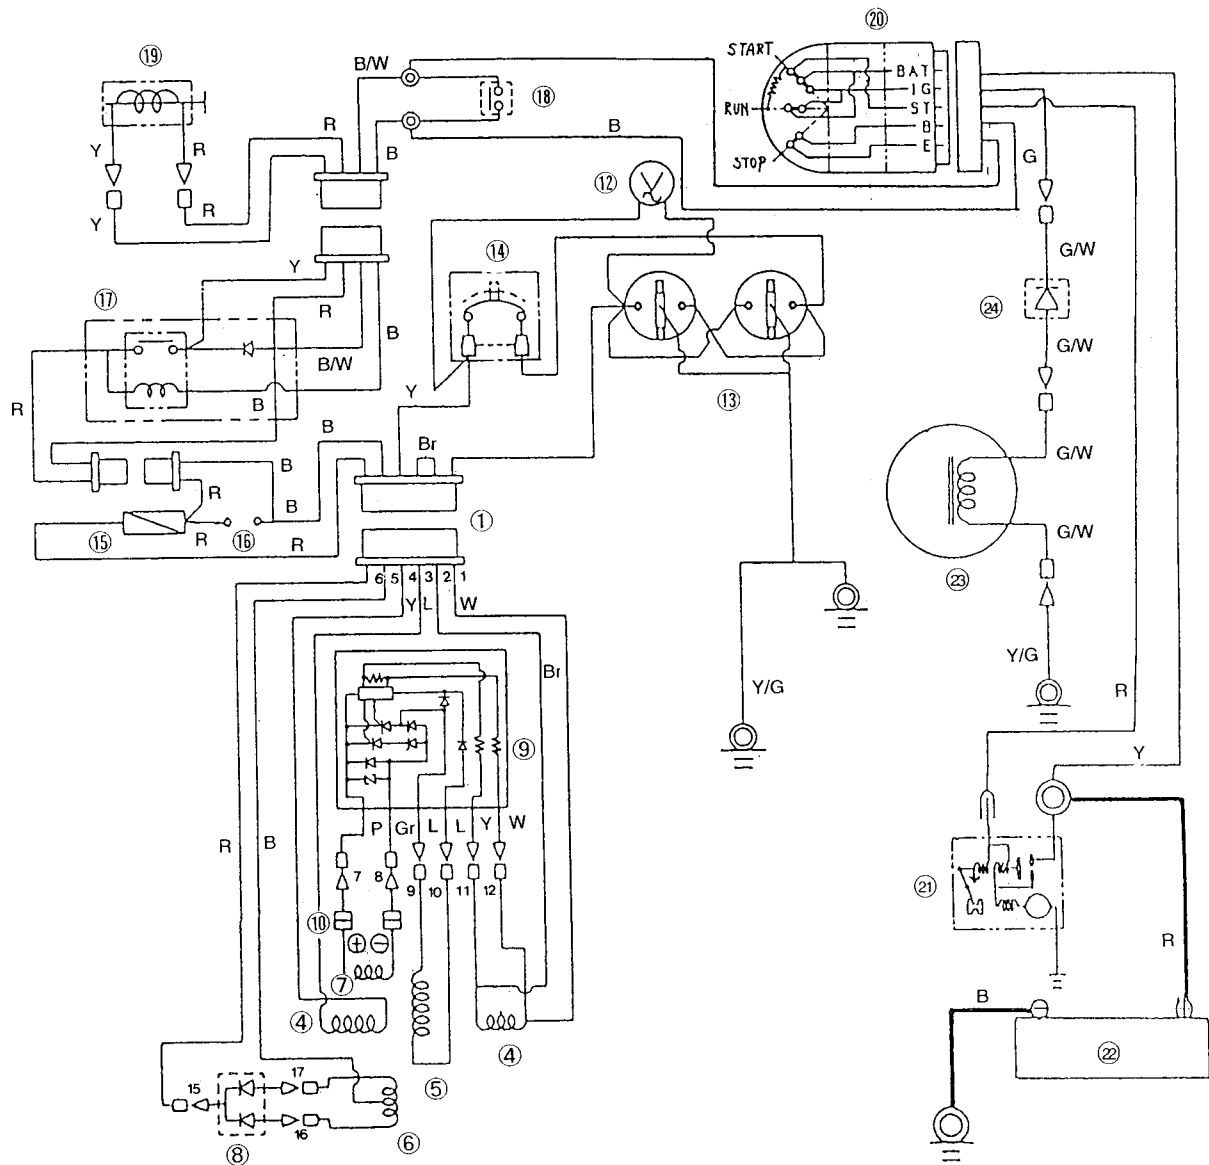 ⑳
START
⑲
B/W
BAT
IG
⑱
RUN
ST
R
B
B
E
Y
R
B
STOP
G
⑫
R
Y
G/W
Y
⑭
⑰
R
㉔
B
B/W
G/W
Y
⑬
R
B
B
Br
G/W
B
R
B
①
⑮
R
⑯
R
G/W
㉓
6 5 4 3 2 1
Y L W
Y/G
Br
Y/G
R
⑨
Y
P Gr L L Y W
R
B
7 8 9 10 11 12
㉑
⑩
⊕ ⊖
R
⑦
B
④
④
㉒
17
⑤
15
16
⑥
⑧